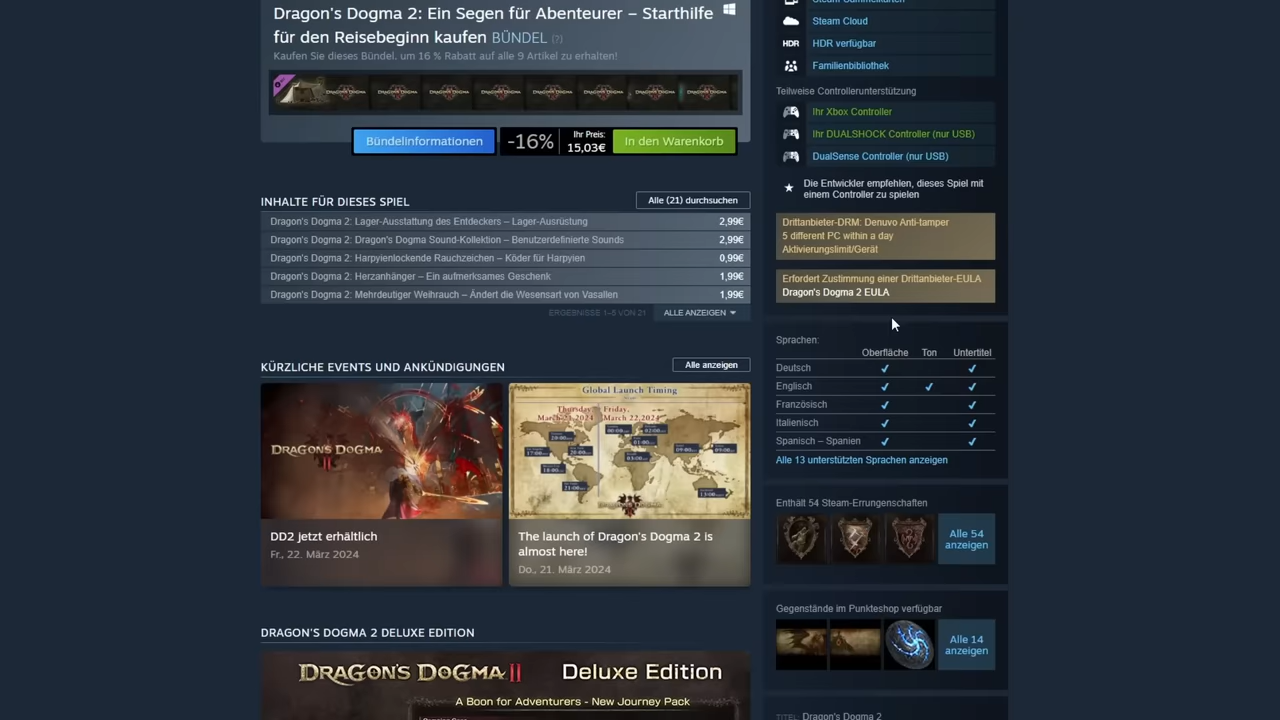 Dragon's Dogma 2: Ein Segen für Abenteurer – Starthilfe
für den Reisebeginn kaufen BÜNDEL (?)
Kaufen Sie dieses Bündel, um 16 % Rabatt auf alle 9 Artikel zu erhalten!
Bündelinformationen
-16%
Ihr Preis:
15,03€
In den Warenkorb
INHALTE FÜR DIESES SPIEL
Alle (21) durchsuchen
Dragon's Dogma 2: Lager-Ausstattung des Entdeckers – Lager-Ausrüstung 2,99€
Dragon's Dogma 2: Dragon's Dogma Sound-Kollektion – Benutzerdefinierte Sounds 2,99€
Dragon's Dogma 2: Harpyienlockende Rauchzeichen – Köder für Harpyien 0,99€
Dragon's Dogma 2: Herzanhänger – Ein aufmerksames Geschenk 1,99€
Dragon's Dogma 2: Mehrdeutiger Weihrauch – Ändert die Wesensart von Vasallen 1,99€
ERGEBNISSE 1–5 VON 21
ALLE ANZEIGEN
KÜRZLICHE EVENTS UND ANKÜNDIGUNGEN
Alle anzeigen
DRAGON'S DOGMA II
DD2 jetzt erhältlich
Fr., 22. März 2024
Global Launch Timing
Thursday,
March 21, 2024
Friday,
March 22, 2024
The launch of Dragon's Dogma 2 is
almost here!
Do., 21. März 2024
DRAGON'S DOGMA 2 DELUXE EDITION
DRAGON'S DOGMA II Deluxe Edition
A Boon for Adventurers - New Journey Pack
Steam Cloud
HDR HDR verfügbar
Familienbibliothek
Teilweise Controllerunterstützung
Ihr Xbox Controller
Ihr DUALSHOCK Controller (nur USB)
DualSense Controller (nur USB)
Die Entwickler empfehlen, dieses Spiel mit
einem Controller zu spielen
Drittanbieter-DRM: Denuvo Anti-tamper
5 different PC within a day
Aktivierungslimit/Gerät
Erfordert Zustimmung einer Drittanbieter-EULA
Dragon's Dogma 2 EULA
Sprachen:
Oberfläche Ton Untertitel
Deutsch
Englisch
Französisch
Italienisch
Spanisch – Spanien
Alle 13 unterstützten Sprachen anzeigen
Enthält 54 Steam-Errungenschaften
Alle 54
anzeigen
Gegenstände im Punkteshop verfügbar
Alle 14
anzeigen
TITEL: Dragon's Dogma 2